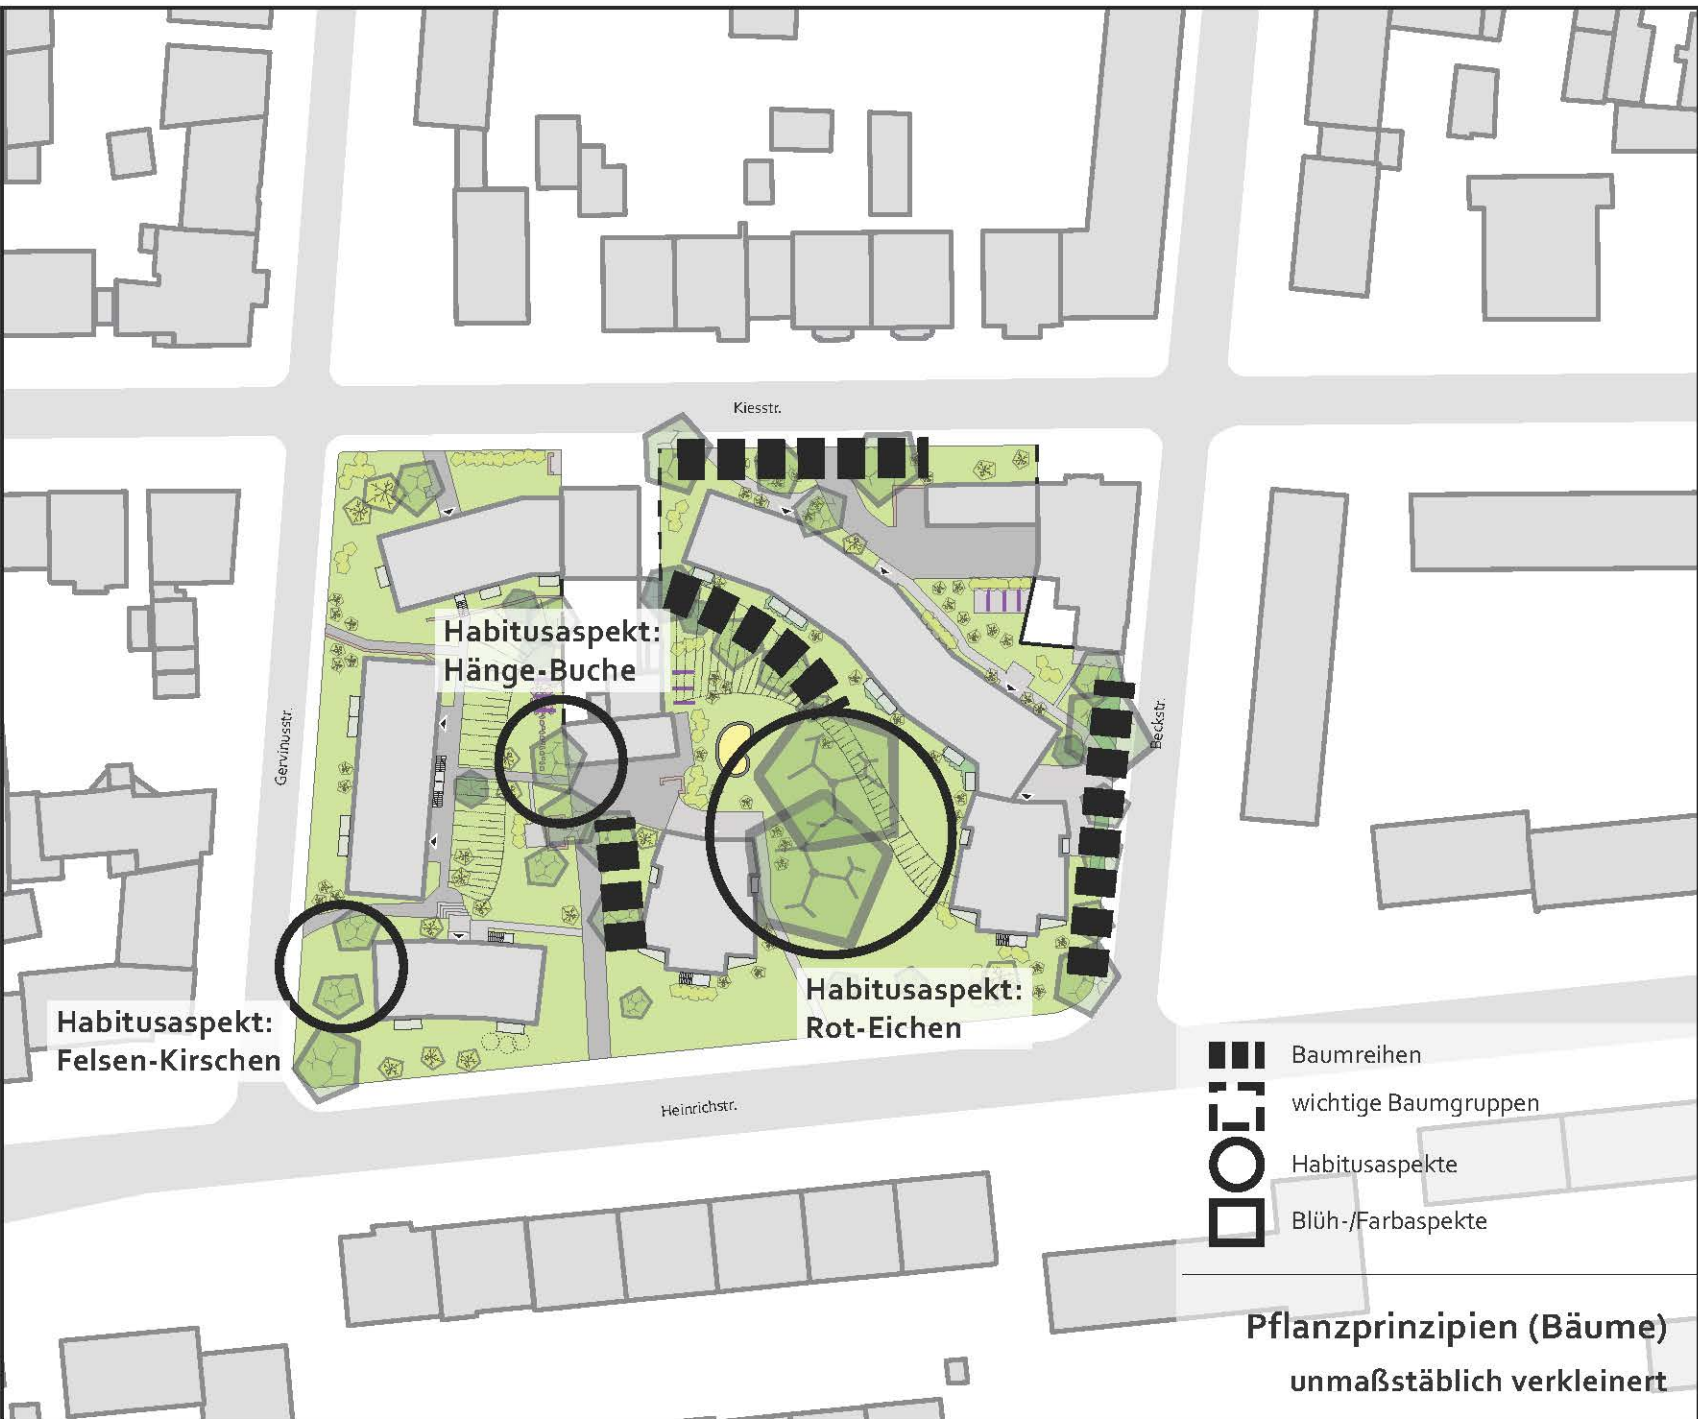 Kiesstr.
Habitusaspekt:
Hänge-Buche
Gervinusstr.
Beckstr.
Habitusaspekt:
Felsen-Kirschen
Habitusaspekt:
Rot-Eichen
Heinrichstr.
Baumreihen
wichtige Baumgruppen
Habitusaspekte
Blüh-/Farbaspekte
Pflanzprinzipien (Bäume)
unmaßstäblich verkleinert